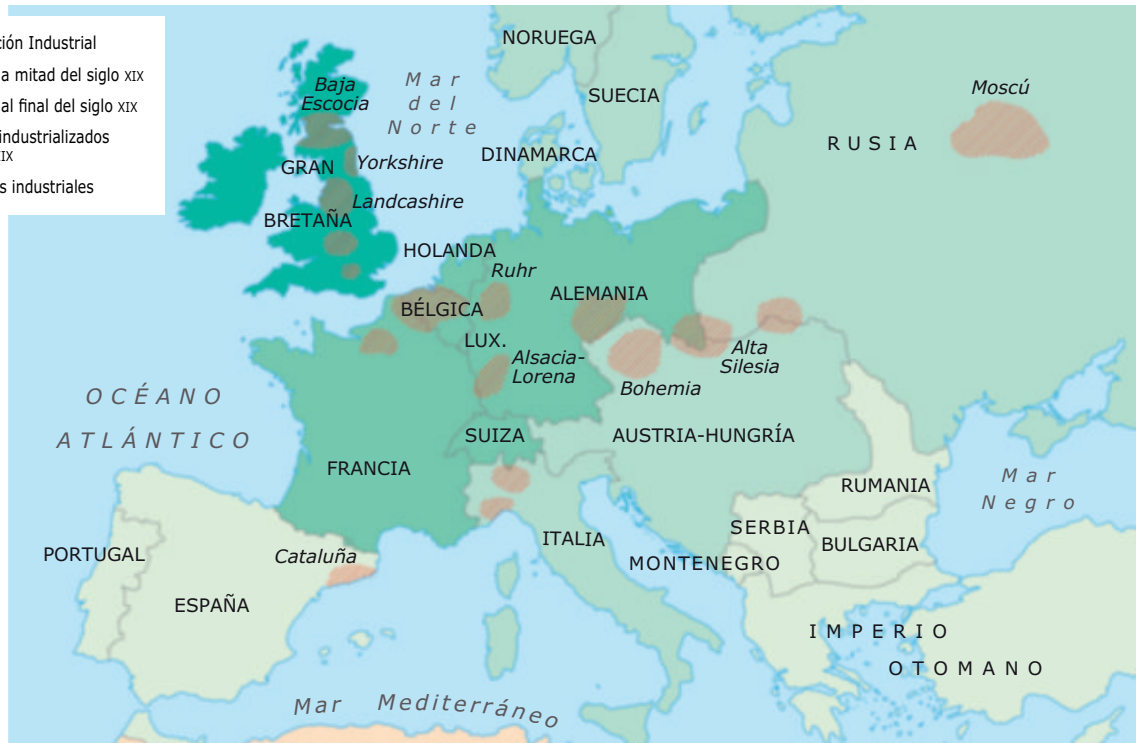 ción Industrial
a mitad del siglo XIX
al final del siglo XIX
industrializados
XIX
s industriales
NORUEGA
SUECIA
Mar
del
Norte
Baja
Escocia
Moscú
RUSIA
DINAMARCA
GRAN
BRETAÑA
Yorkshire
Landcashire
HOLANDA
Ruhr
ALEMANIA
BÉLGICA
LUX.
Alsacia-
Lorena
Alta
Silesia
Bohemia
OCÉANO
ATLÁNTICO
SUIZA
AUSTRIA-HUNGRÍA
FRANCIA
RUMANIA
Mar
Negro
SERBIA
BULGARIA
ITALIA
MONTENEGRO
PORTUGAL
Cataluña
ESPAÑA
IMPERIO
OTOMANO
Mar Mediterráneo